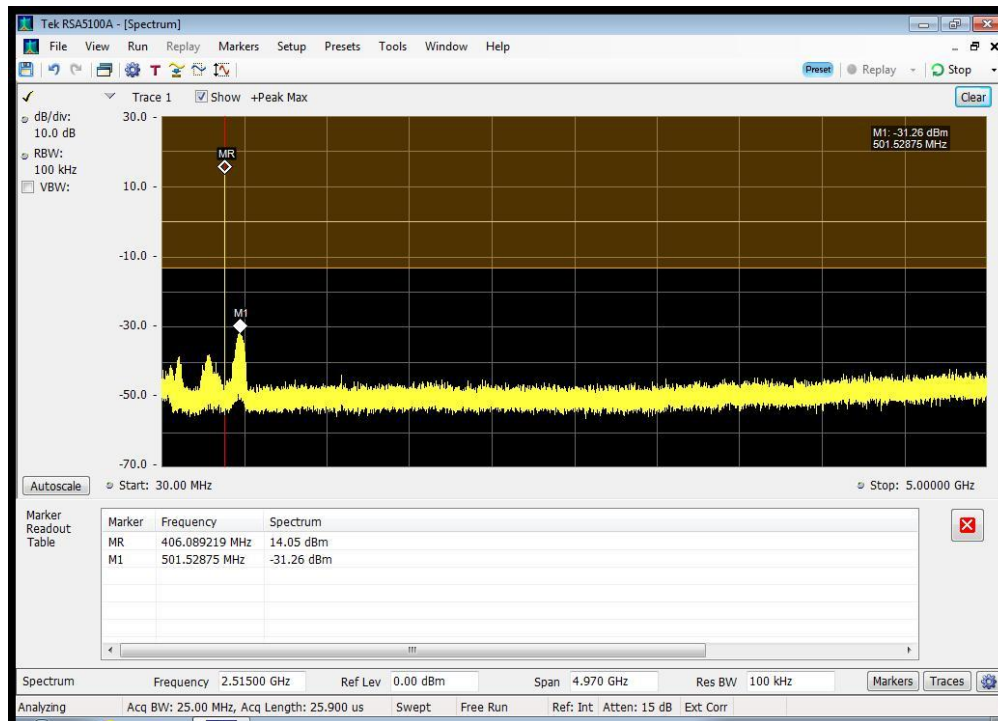 Tek RSA5100A - [Spectrum]
File View Run Replay Markers Setup Presets Tools Window Help
T Preset Replay Stop
Trace 1 Show +Peak Max Clear
dB/div:
10.0 dB
RBW:
100 kHz
VBW:
30.0
10.0
-10.0
-30.0
-50.0
-70.0
MR
M1
M1: -31.26 dBm
501.52875 MHz
Autoscale Start: 30.00 MHz Stop: 5.00000 GHz
Marker
Readout
Table
Marker Frequency Spectrum
MR 406.089219 MHz 14.05 dBm
M1 501.52875 MHz -31.26 dBm
Spectrum Frequency 2.51500 GHz Ref Lev 0.00 dBm Span 4.970 GHz Res BW 100 kHz Markers Traces
Analyzing Acq BW: 25.00 MHz, Acq Length: 25.900 us Swept Free Run Ref: Int Atten: 15 dB Ext Corr